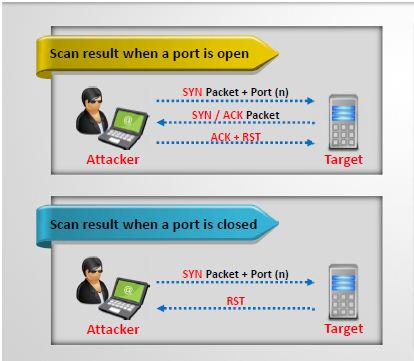 Scan result when a port is open
SYN Packet + Port (n)
SYN / ACK Packet
ACK + RST
Attacker
Target
Scan result when a port is closed
SYN Packet + Port (n)
RST
Attacker
Target